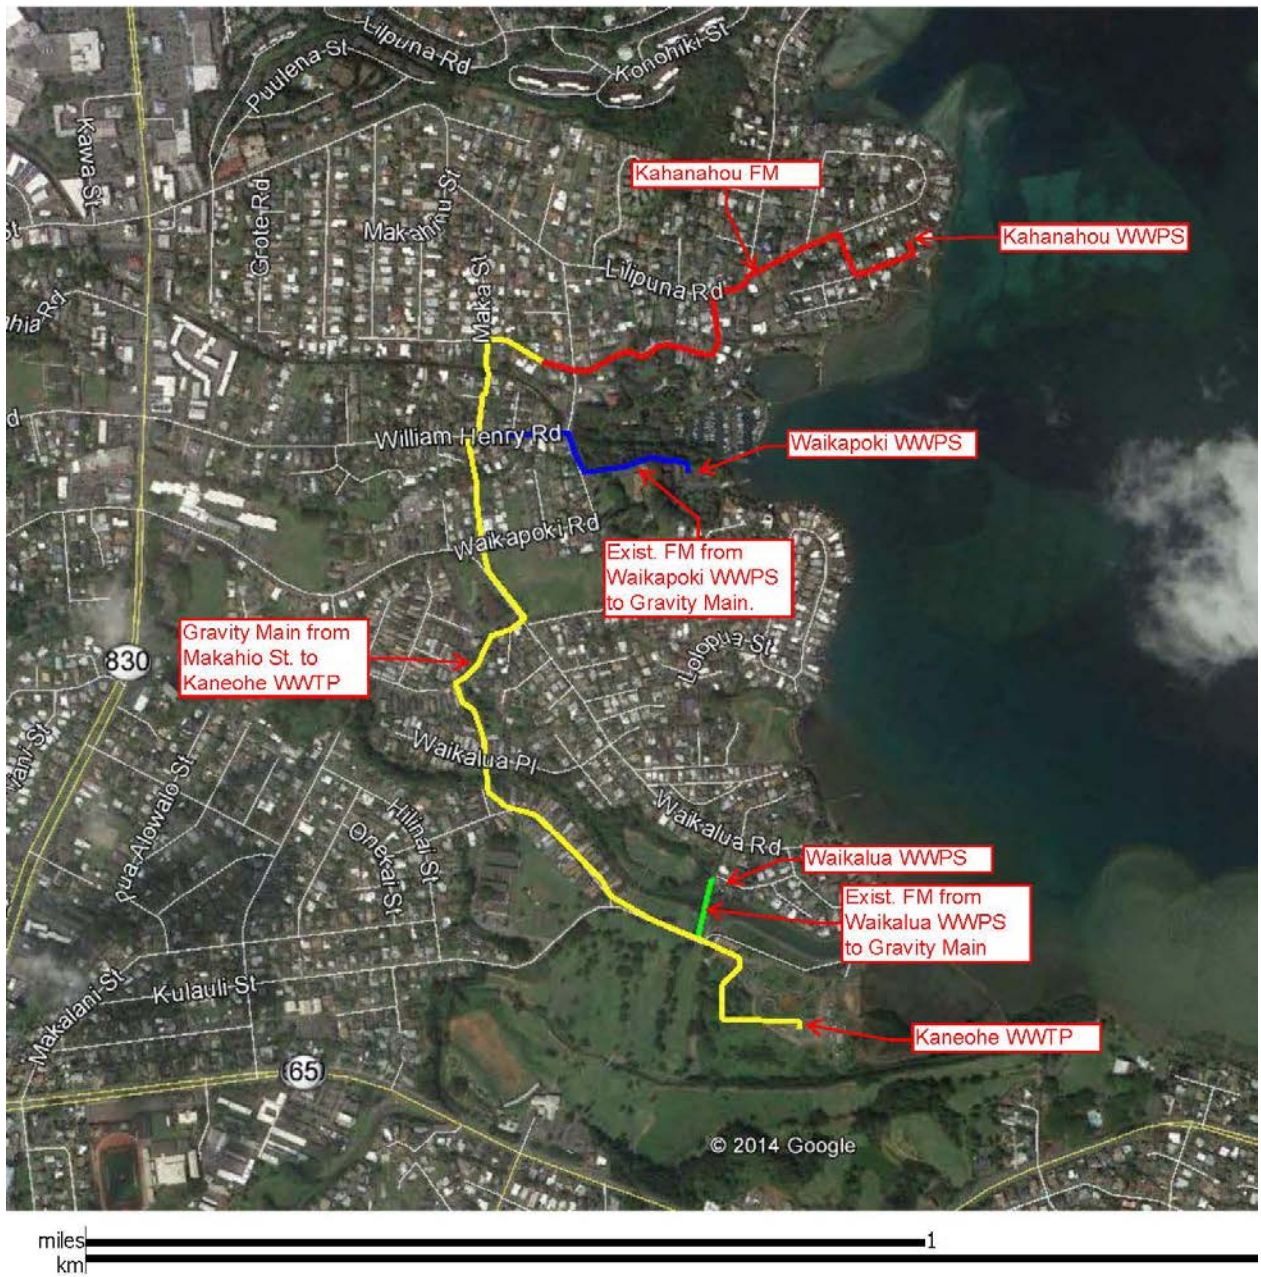 Lilpuna Rd
Konohiki St
Puulena St
Kawa St
Kahanahou FM
Grote Rd
Makahinu St
St
Kahanahou WWPS
Lilipuna Rd
Maka St
William Henry Rd
Waikapoki WWPS
Waikapoki Rd
Exist. FM from
Waikapoki WWPS
to Gravity Main.
Gravity Main from
Makahio St. to
Kaneohe WWTP
830
Lolopua St
Waikalua Pl
Pua Alowalo St
Hilinai St
Onekai St
Waikalua Rd
Waikalua WWPS
Exist. FM from
Waikalua WWPS
to Gravity Main
Makalani St
Kulauli St
Kaneohe WWTP
65
© 2014 Google
miles 1
km